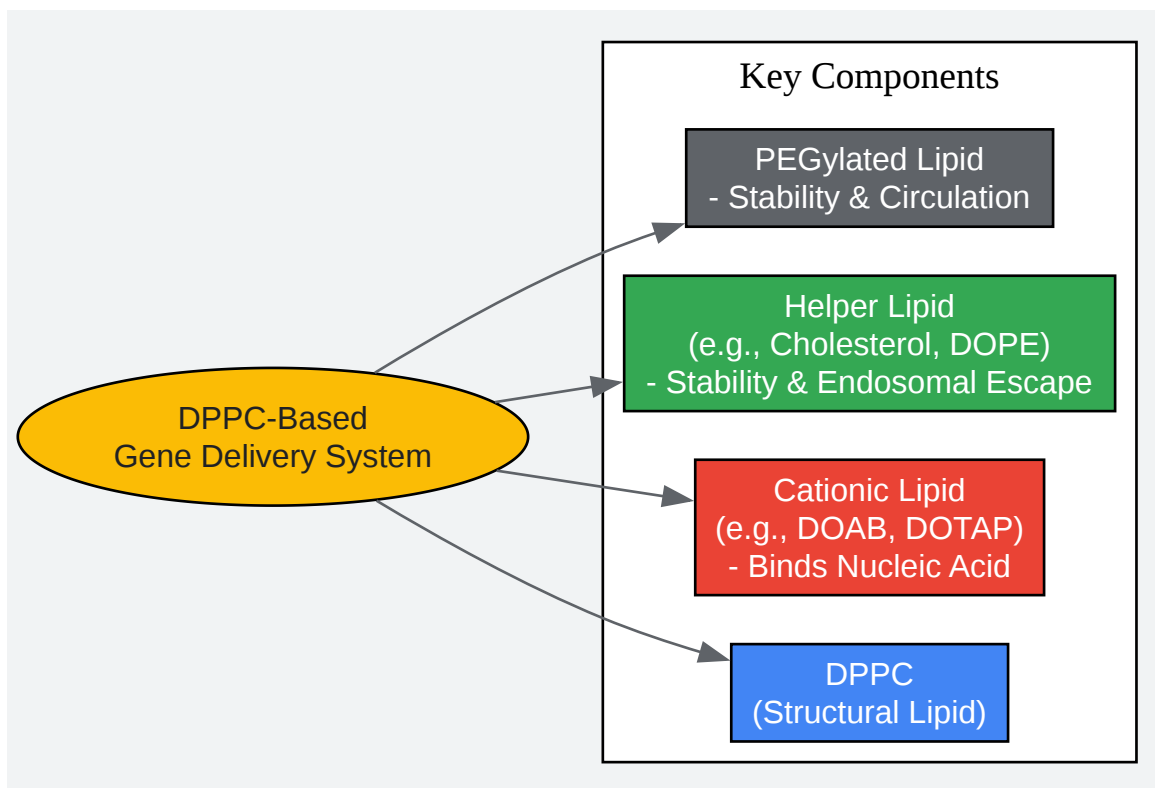 Key Components
PEGylated Lipid
- Stability & Circulation
Helper Lipid
(e.g., Cholesterol, DOPE)
- Stability & Endosomal Escape
DPPC-Based
Gene Delivery System
Cationic Lipid
(e.g., DOAB, DOTAP)
- Binds Nucleic Acid
DPPC
(Structural Lipid)